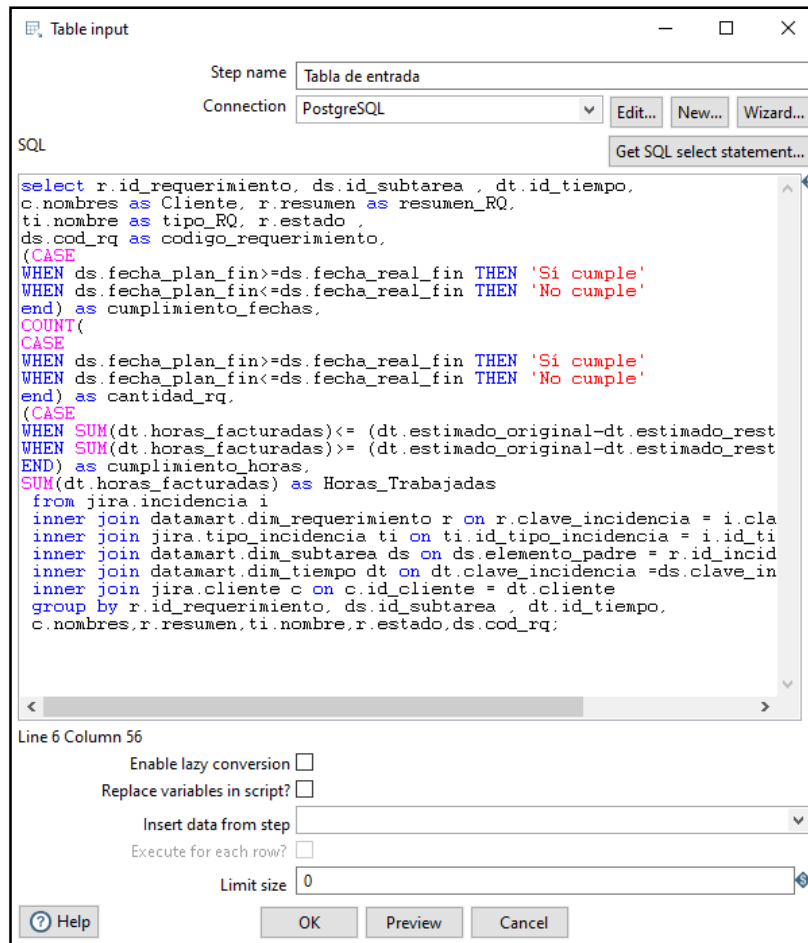 Table input
Step name Tabla de entrada
Connection PostgreSQL Edit... New... Wizard...
SQL Get SQL select statement...
select r.id_requerimiento, ds.id_subtarea , dt.id_tiempo,
c.nombres as Cliente, r.resumen as resumen_RQ,
ti.nombre as tipo_RQ, r.estado ,
ds.cod_rq as codigo_requerimiento,
(CASE
WHEN ds.fecha_plan_fin>=ds.fecha_real_fin THEN 'Sí cumple'
WHEN ds.fecha_plan_fin<=ds.fecha_real_fin THEN 'No cumple'
end) as cumplimiento_fechas,
COUNT(
CASE
WHEN ds.fecha_plan_fin>=ds.fecha_real_fin THEN 'Sí cumple'
WHEN ds.fecha_plan_fin<=ds.fecha_real_fin THEN 'No cumple'
end) as cantidad_rq,
(CASE
WHEN SUM(dt.horas_facturadas)<= (dt.estimado_original-dt.estimado_rest
WHEN SUM(dt.horas_facturadas)>= (dt.estimado_original-dt.estimado_rest
END) as cumplimiento_horas,
SUM(dt.horas_facturadas) as Horas_Trabajadas
from jira.incidencia i
inner join datamart.dim_requerimiento r on r.clave_incidencia = i.cla
inner join jira.tipo_incidencia ti on ti.id_tipo_incidencia = i.id_ti
inner join datamart.dim_subtarea ds on ds.elemento_padre = r.id_incid
inner join datamart.dim_tiempo dt on dt.clave_incidencia =ds.clave_in
inner join jira.cliente c on c.id_cliente = dt.cliente
group by r.id_requerimiento, ds.id_subtarea , dt.id_tiempo,
c.nombres,r.resumen,ti.nombre,r.estado,ds.cod_rq;
Line 6 Column 56
Enable lazy conversion
Replace variables in script?
Insert data from step
Execute for each row?
Limit size 0
Help OK Preview Cancel